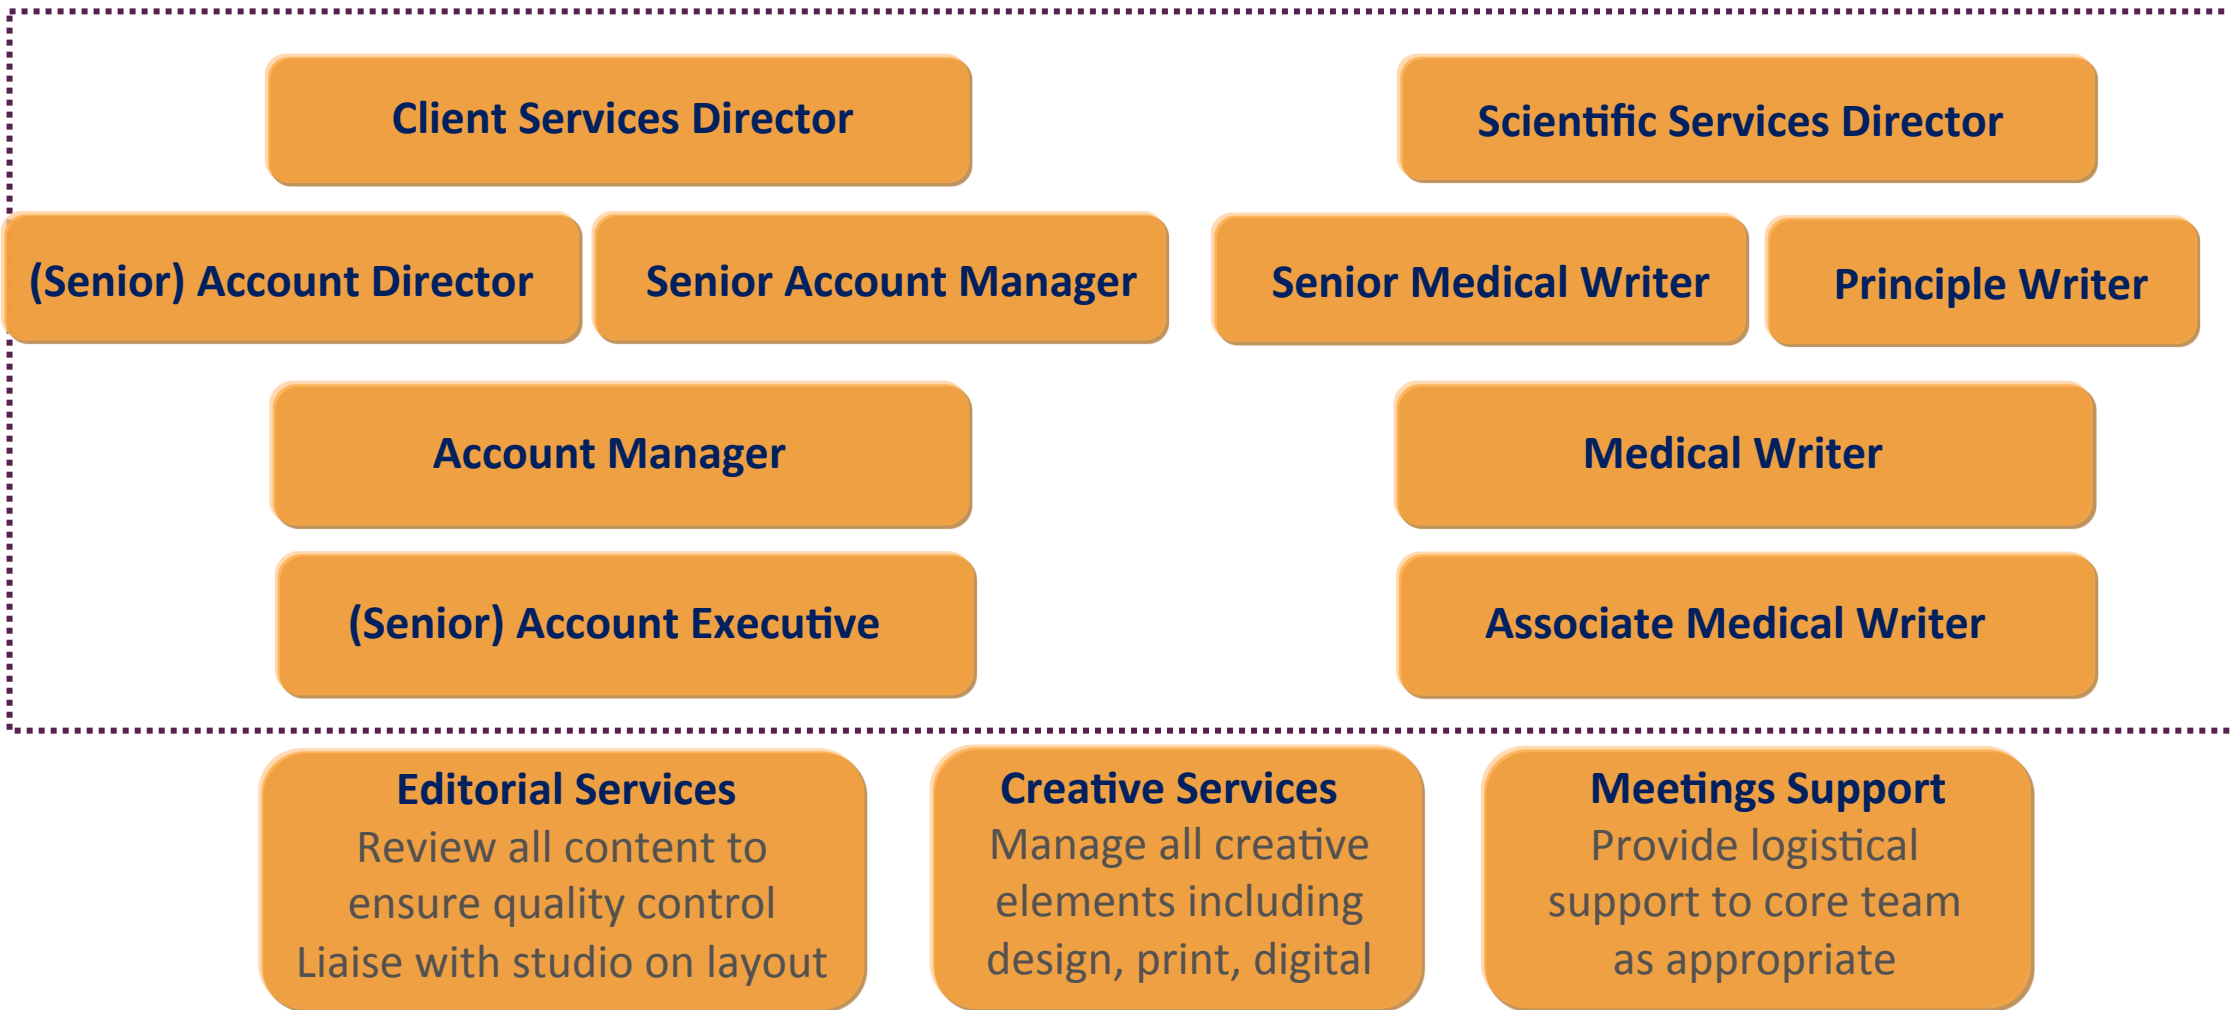 Client Services Director
Scientific Services Director
(Senior) Account Director
Senior Account Manager
Senior Medical Writer
Principle Writer
Account Manager
Medical Writer
(Senior) Account Executive
Associate Medical Writer
Editorial Services
Review all content to
ensure quality control
Liaise with studio on layout
Creative Services
Manage all creative
elements including
design, print, digital
Meetings Support
Provide logistical
support to core team
as appropriate